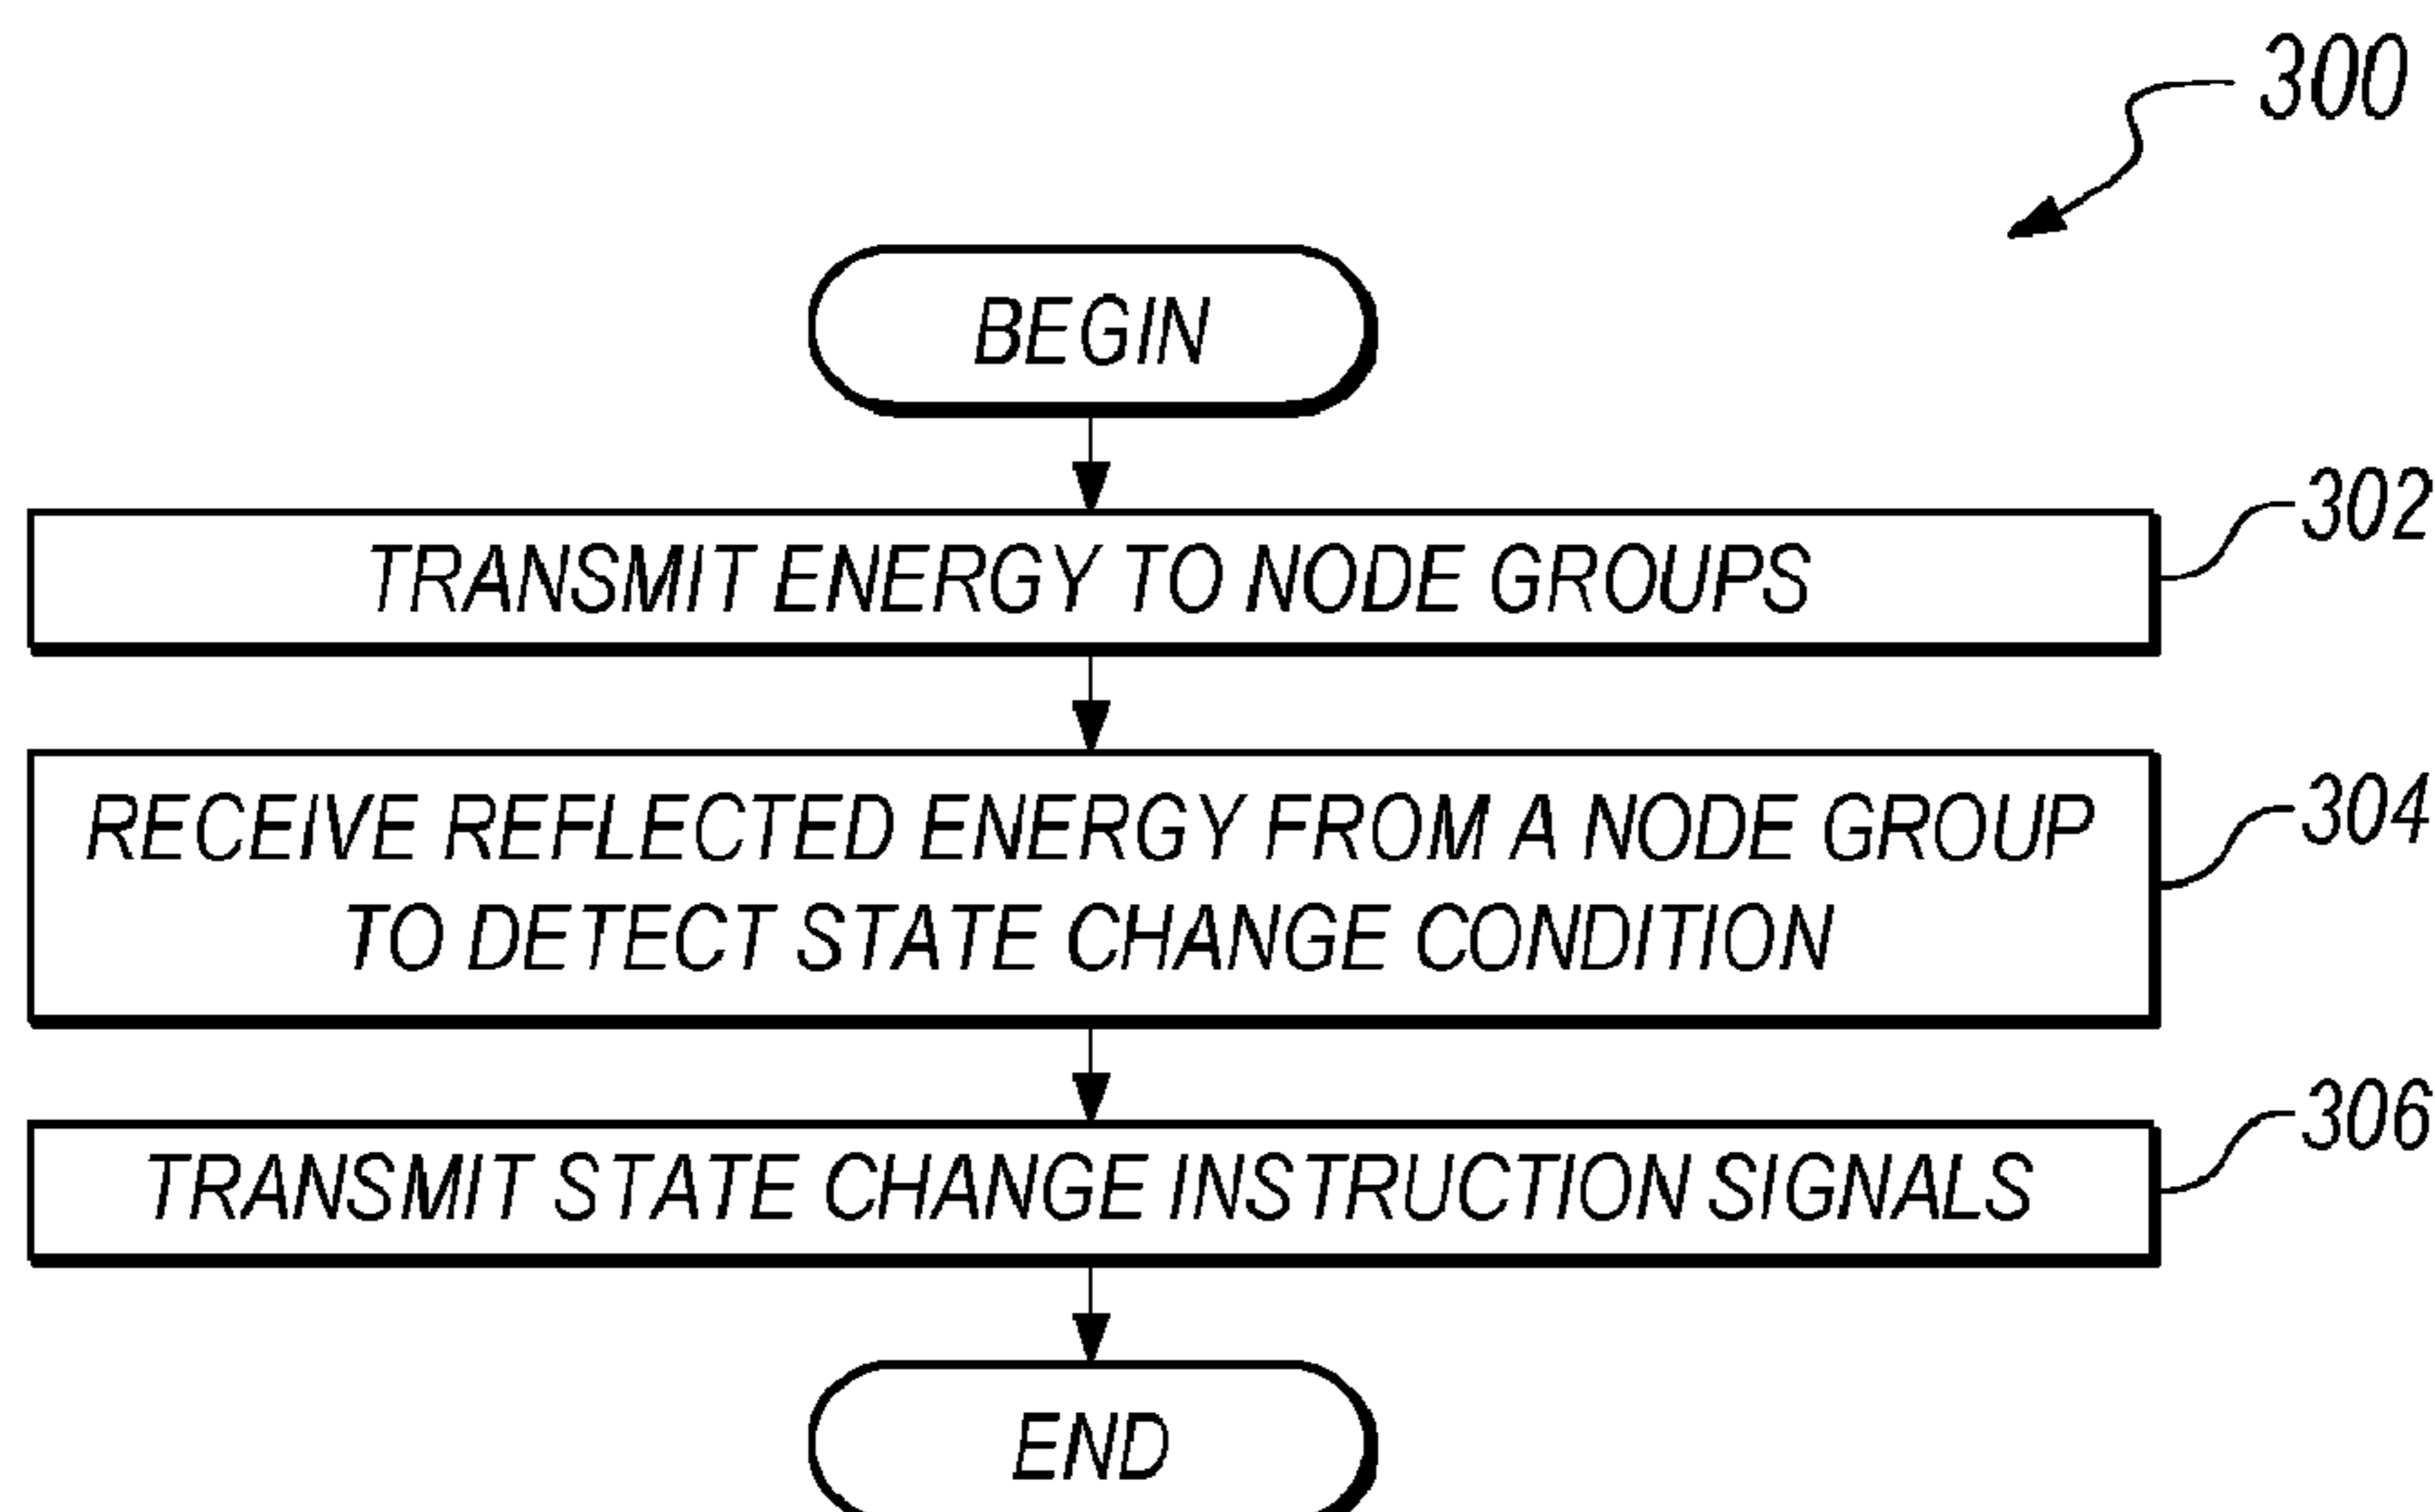 300
BEGIN
302
TRANSMIT ENERGY TO NODE GROUPS
304
RECEIVE REFLECTED ENERGY FROM A NODE GROUP
TO DETECT STATE CHANGE CONDITION
306
TRANSMIT STATE CHANGE INSTRUCTION SIGNALS
END